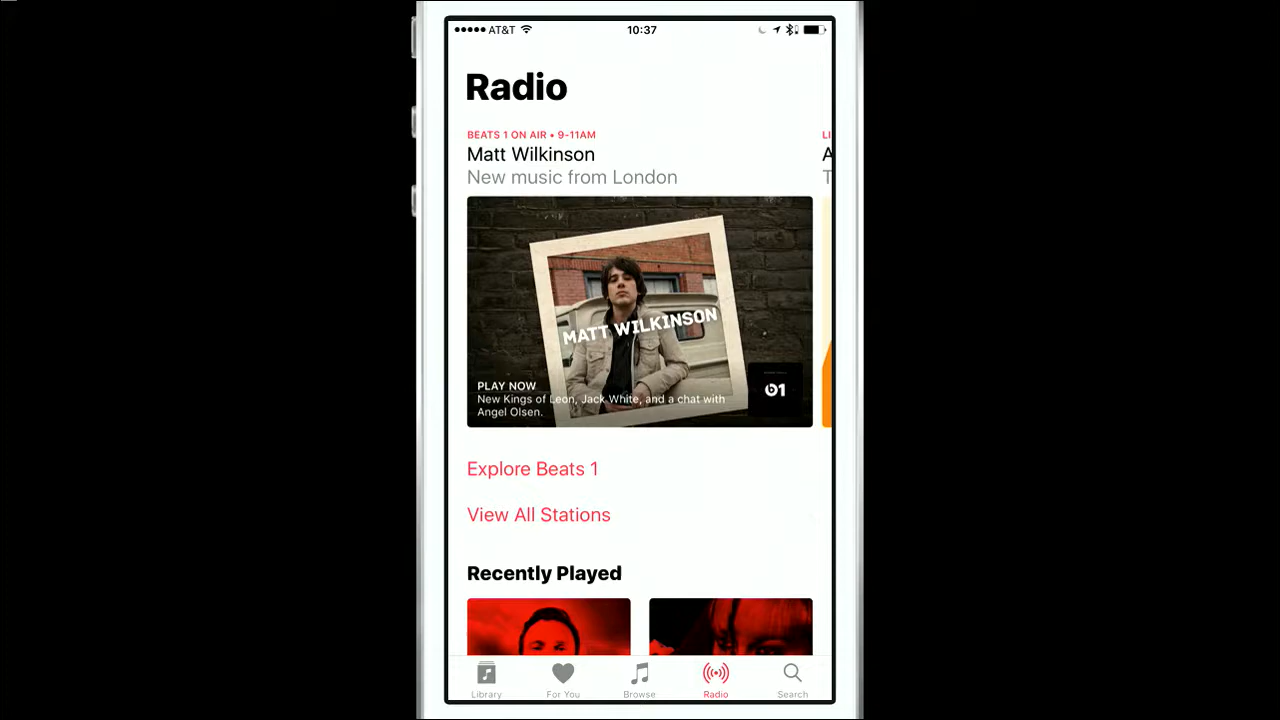 AT&T
10:37
Radio
BEATS 1 ON AIR • 9-11AM
Matt Wilkinson
New music from London
LI
A
T
MATT WILKINSON
PLAY NOW
New Kings of Leon, Jack White, and a chat with
Angel Olsen.
1
Explore Beats 1
View All Stations
Recently Played
Library
For You
Browse
Radio
Search